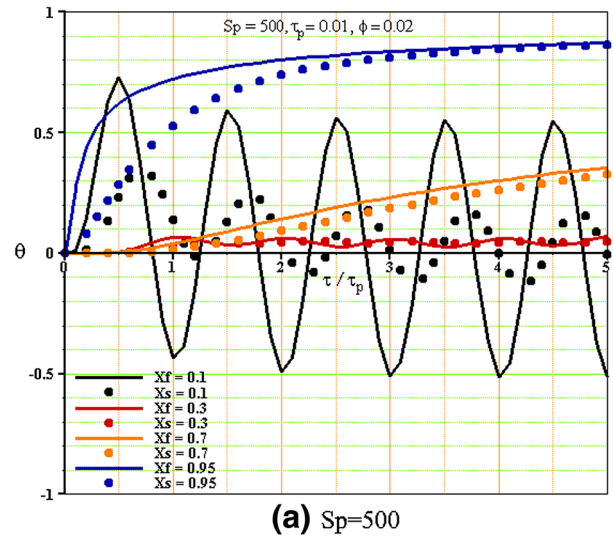 Sp = 500, τp = 0.01, ϕ = 0.02
1
0.5
θ
0
-0.5
-1
0 1 2 3 4 5
τ / τp
Xf = 0.1
Xs = 0.1
Xf = 0.3
Xs = 0.3
Xf = 0.7
Xs = 0.7
Xf = 0.95
Xs = 0.95
(a) Sp=500